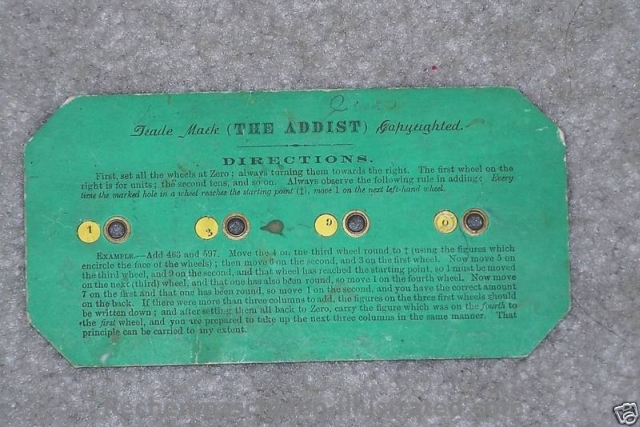 Trade Mark (THE ADDIST) Copyrighted.
DIRECTIONS.
First, set all the wheels at Zero; always turning them towards the right. The first wheel on the
right is for units; the second tens, and so on. Always observe the following rule in adding: Every
time the marked hole in a wheel reaches the starting point (‡), move 1 on the next left-hand wheel.
1 3 9 0
EXAMPLE.—Add 463 and 597. Move the 4 on the third wheel round to ‡ (using the figures which
encircle the face of the wheels); then move 6 on the second, and 3 on the first wheel. Now move 5 on
the third wheel, and 9 on the second, and that wheel has reached the starting point, so 1 must be moved
on the next (third) wheel, and that one has also been round, so move 1 on the fourth wheel. Now move
7 on the first and that one has been round, so move 1 on the second, and you have the correct amount
on the back. If there were more than three columns to add, the figures on the three first wheels should
be written down; and after setting them all back to Zero, carry the figure which was on the fourth to
the first wheel, and you are prepared to take up the next three columns in the same manner. That
principle can be carried to any extent.